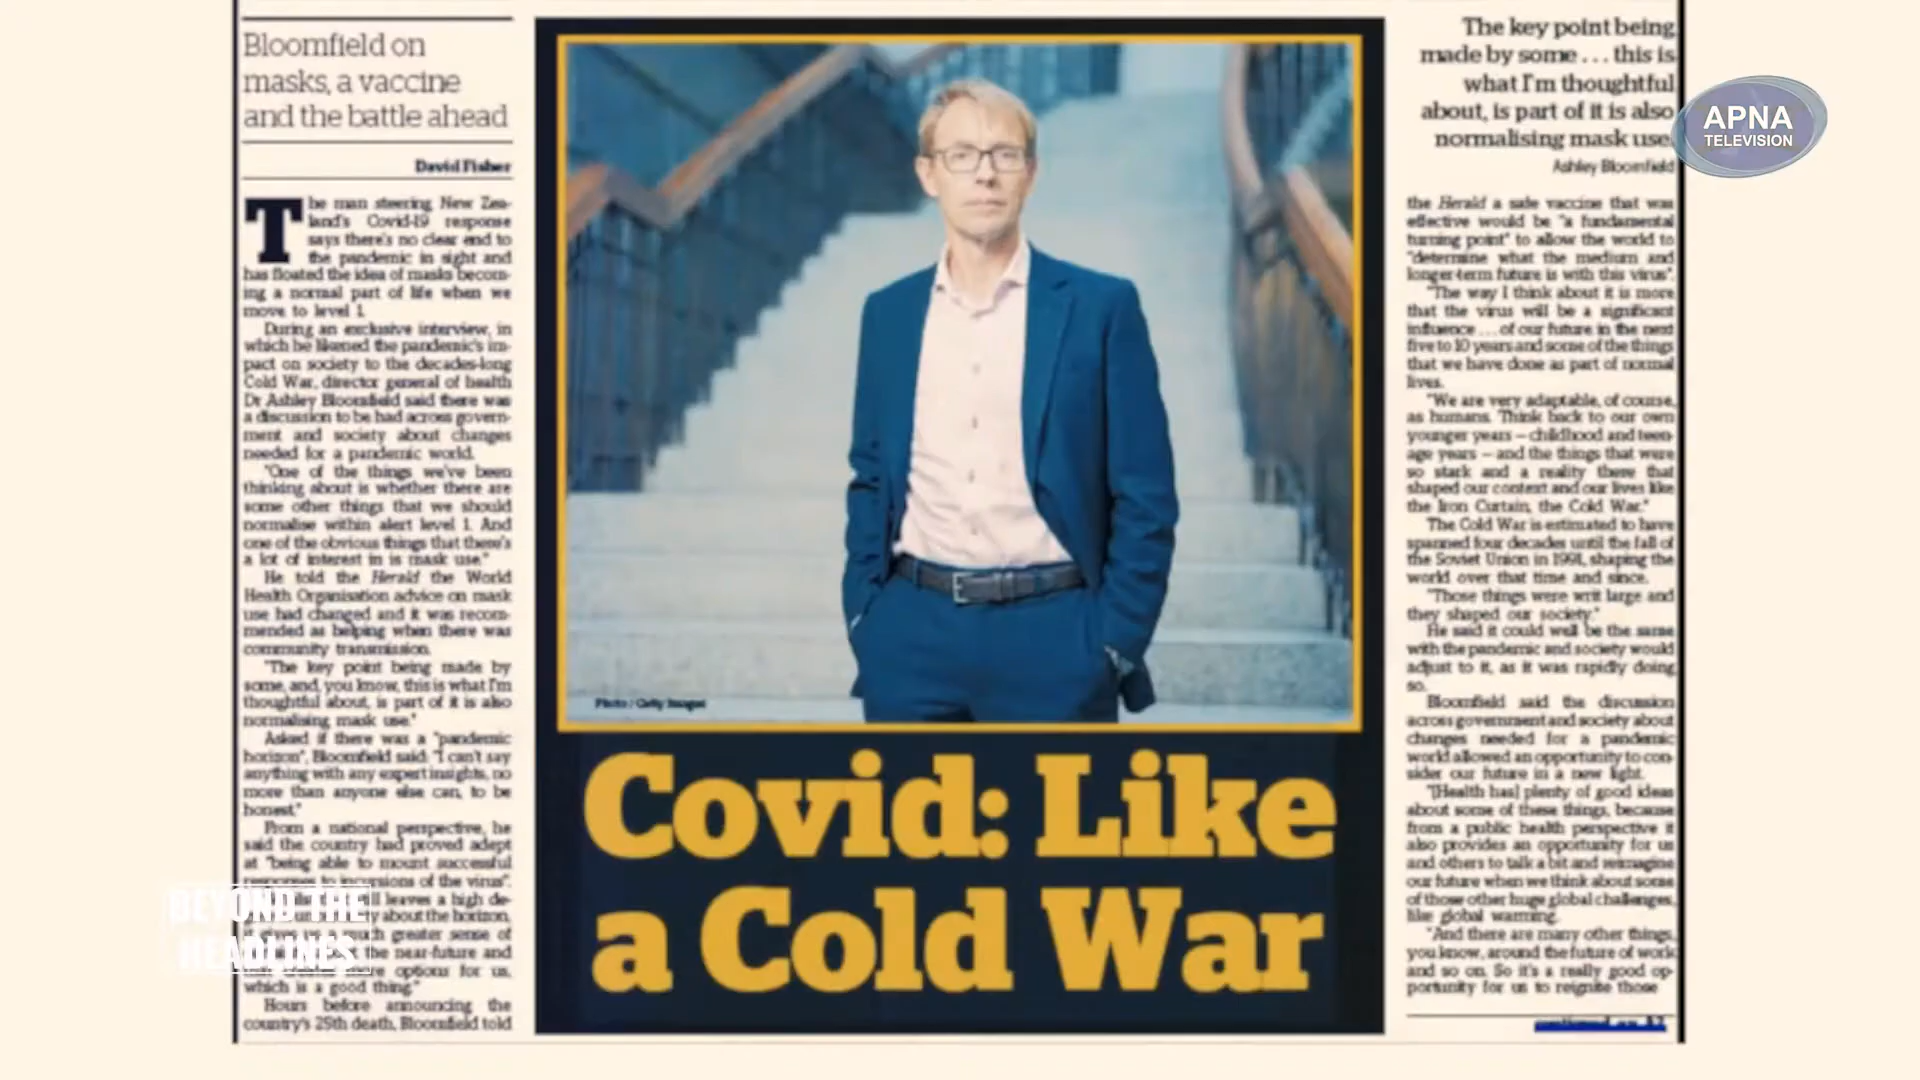 Bloomfield on
masks, a vaccine
and the battle ahead
David Fisher
The man steering New Zea-
land's Covid-19 response
says there's no clear end to
the pandemic in sight and
has floated the idea of masks becom-
ing a normal part of life when we
move to level 1.
During an exclusive interview, in
which he likened the pandemic's im-
pact on society to the decades-long
Cold War, director general of health
Dr Ashley Bloomfield said there was
a discussion to be had across govern-
ment and society about changes
needed for a pandemic world.
"One of the things we've been
thinking about is whether there are
some other things that we should
normalise within alert level 1. And
one of the obvious things that there's
a lot of interest in is mask use."
He told the Herald the World
Health Organisation advice on mask
use had changed and it was recom-
mended as helping when there was
community transmission.
"The key point being made by
some, and, you know, this is what I'm
thoughtful about, is part of it is also
normalising mask use."
Asked if there was a "pandemic
horizon", Bloomfield said: "I can't say
anything with any expert insights, no
more than anyone else can, to be
honest."
From a national perspective, he
said the country had proved adept
at "being able to mount successful
responses to incursions of the virus".
leaves a high de-
about the horizon,
much greater sense of
the near-future and
options for us,
which is a good thing."
Hours before announcing the
country's 25th death, Bloomfield told
Photo / Getty Images
Covid: Like
a Cold War
The key point being
made by some . . . this is
what I'm thoughtful
about, is part of it is also
normalising mask use.
Ashley Bloomfield
the Herald a safe vaccine that was
effective would be "a fundamental
turning point" to allow the world to
"determine what the medium and
longer-term future is with this virus".
"The way I think about it is more
that the virus will be a significant
influence . . . of our future in the next
five to 10 years and some of the things
that we have done as part of normal
lives.
"We are very adaptable, of course,
as humans. Think back to our own
younger years – childhood and teen-
age years – and the things that were
so stark and a reality there that
shaped our context and our lives like
the Iron Curtain, the Cold War."
The Cold War is estimated to have
spanned four decades until the fall of
the Soviet Union in 1991, shaping the
world over that time and since.
"Those things were writ large and
they shaped our society."
He said it could well be the same
with the pandemic and society would
adjust to it, as it was rapidly doing
so.
Bloomfield said the discussion
across government and society about
changes needed for a pandemic
world allowed an opportunity to con-
sider our future in a new light.
"[Health has] plenty of good ideas
about some of these things, because
from a public health perspective it
also provides an opportunity for us
and others to talk a bit and reimagine
our future when we think about some
of those other huge global challenges,
like global warming.
"And there are many other things,
you know, around the future of work
and so on. So it's a really good op-
portunity for us to reignite those
continued on A2
APNA
TELEVISION
BEYOND THE
HEADLINES